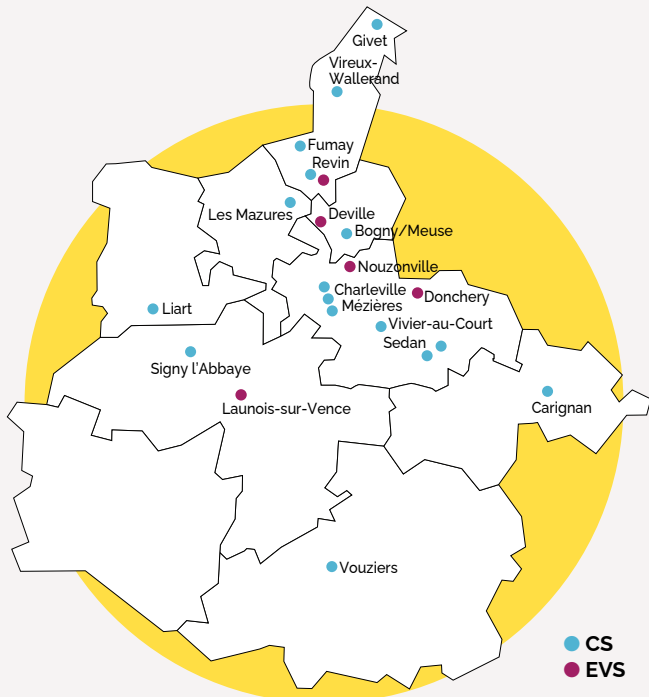 Givet
Vireux-
Wallerand
Fumay
Revin
Les Mazures
Deville
Bogny/Meuse
Nouzonville
Charleville
Mézières
Donchery
Liart
Vivier-au-Court
Sedan
Signy l'Abbaye
Launois-sur-Vence
Carignan
Vouziers
CS
EVS